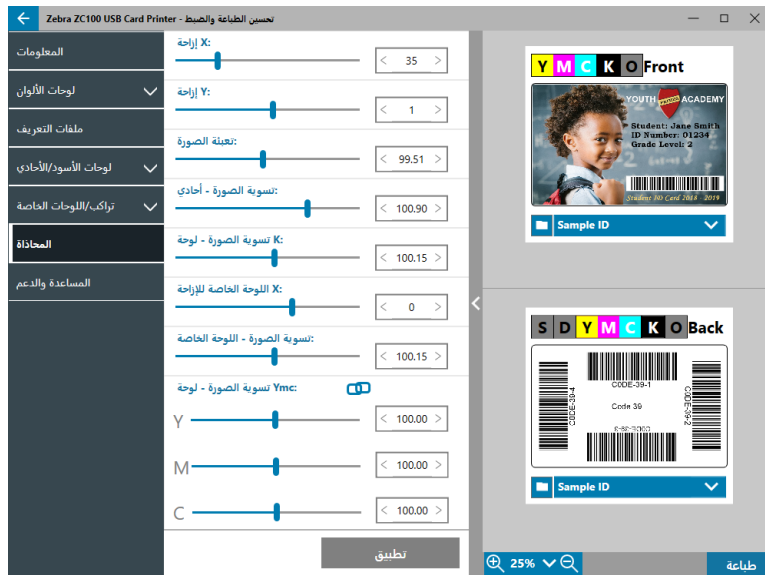 Zebra ZC100 USB Card Printer - تحسين الطباعة والضبط
المعلومات
لوحات الألوان
ملفات التعريف
لوحات الأسود/الأحادي
تراكب/اللوحات الخاصة
المحاذاة
المساعدة والدعم
إزاحة X:
< 35 >
إزاحة Y:
< 1 >
تعبئة الصورة:
< 99.51 >
تسوية الصورة - أحادي:
< 100.90 >
تسوية الصورة - لوحة K:
< 100.15 >
اللوحة الخاصة للإزاحة X:
< 0 >
تسوية الصورة - اللوحة الخاصة:
< 100.15 >
تسوية الصورة - لوحة Ymc:
Y < 100.00 >
M < 100.00 >
C < 100.00 >
تطبيق
Y M C K O Front
YOUTH ACADEMY
Student: Jane Smith
ID Number: 01234
Grade Level: 2
Student ID Card 2018 - 2019
Sample ID
S D Y M C K O Back
CODE-39-1
CODE-39-4
Code 39
CODE-39-2
CODE-39-3
Sample ID
25%
طباعة